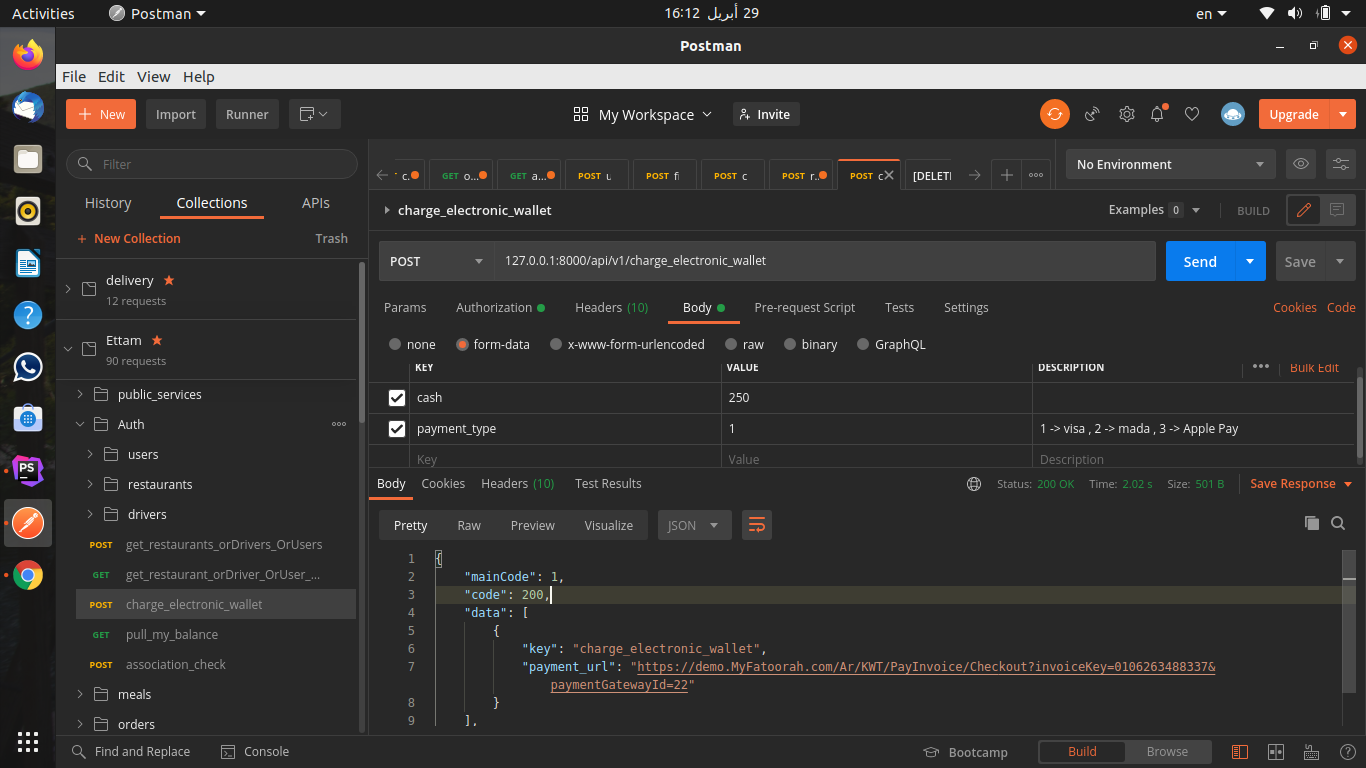 Activities Postman 29 أبريل 16:12 en
Postman
File Edit View Help
New Import Runner My Workspace Invite Upgrade
Filter
History Collections APIs
New Collection Trash
delivery
12 requests
Ettam
90 requests
public_services
Auth
users
restaurants
drivers
POST get_restaurants_orDrivers_OrUsers
GET get_restaurant_orDriver_OrUser_...
POST charge_electronic_wallet
GET pull_my_balance
POST association_check
meals
orders
c... GET o... GET a... POST u POST fi POST c POST r... POST c [DELETI No Environment
charge_electronic_wallet Examples 0 BUILD
POST 127.0.0.1:8000/api/v1/charge_electronic_wallet Send Save
Params Authorization Headers (10) Body Pre-request Script Tests Settings Cookies Code
none form-data x-www-form-urlencoded raw binary GraphQL
KEY VALUE DESCRIPTION Bulk Edit
cash 250
payment_type 1 1 -> visa , 2 -> mada , 3 -> Apple Pay
Key Value Description
Body Cookies Headers (10) Test Results Status: 200 OK Time: 2.02 s Size: 501 B Save Response
Pretty Raw Preview Visualize JSON
1 {
2 "mainCode": 1,
3 "code": 200,
4 "data": [
5 {
6 "key": "charge_electronic_wallet",
7 "payment_url": "https://demo.MyFatoorah.com/Ar/KWT/PayInvoice/Checkout?invoiceKey=0106263488337&
paymentGatewayId=22"
8 }
9 ],
Find and Replace Console Bootcamp Build Browse